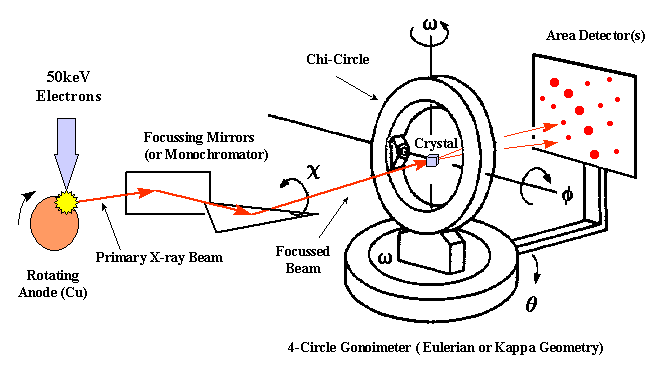 ω
Area Detector(s)
Chi-Circle
50keV
Electrons
Focussing Mirrors
(or Monochromator)
Crystal
χ
ϕ
Primary X-ray Beam
Focussed
Beam
ω
Rotating
Anode (Cu)
θ
4-Circle Gonoimeter ( Eulerian or Kappa Geometry)